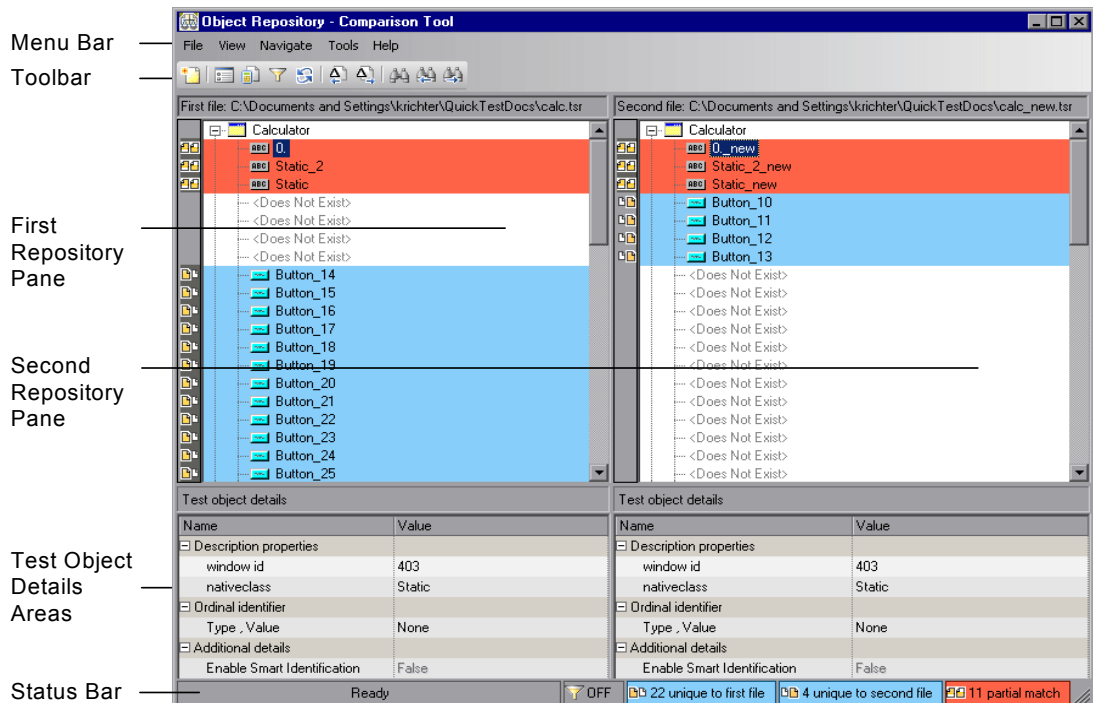 Object Repository - Comparison Tool
Menu Bar
File View Navigate Tools Help
Toolbar
First file: C:\Documents and Settings\krichter\QuickTestDocs\calc.tsr
Second file: C:\Documents and Settings\krichter\QuickTestDocs\calc_new.tsr
Calculator
ABC 0.
ABC Static_2
ABC Static
<Does Not Exist>
<Does Not Exist>
<Does Not Exist>
<Does Not Exist>
Button_14
Button_15
Button_16
Button_17
Button_18
Button_19
Button_20
Button_21
Button_22
Button_23
Button_24
Button_25
Calculator
ABC 0._new
ABC Static_2_new
ABC Static_new
Button_10
Button_11
Button_12
Button_13
<Does Not Exist>
<Does Not Exist>
<Does Not Exist>
<Does Not Exist>
<Does Not Exist>
<Does Not Exist>
<Does Not Exist>
<Does Not Exist>
<Does Not Exist>
<Does Not Exist>
<Does Not Exist>
<Does Not Exist>
First
Repository
Pane
Second
Repository
Pane
Test object details
Name Value
Description properties
window id 403
nativeclass Static
Ordinal identifier
Type , Value None
Additional details
Enable Smart Identification False
Test object details
Name Value
Description properties
window id 403
nativeclass Static
Ordinal identifier
Type , Value None
Additional details
Enable Smart Identification False
Test Object
Details
Areas
Status Bar
Ready
OFF
22 unique to first file
4 unique to second file
11 partial match